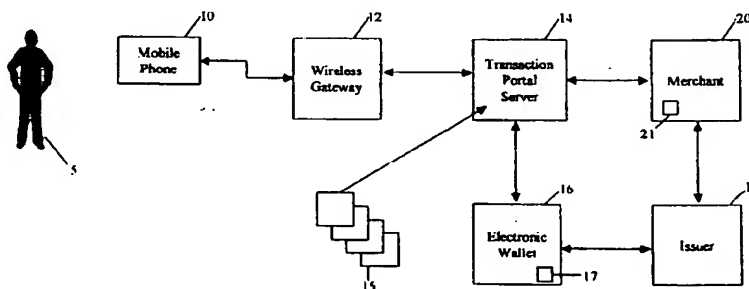 10
12
14
20
Mobile
Phone
Wireless
Gateway
Transaction
Portal
Server
Merchant
21
5
16
Electronic
Wallet
17
Issuer
15